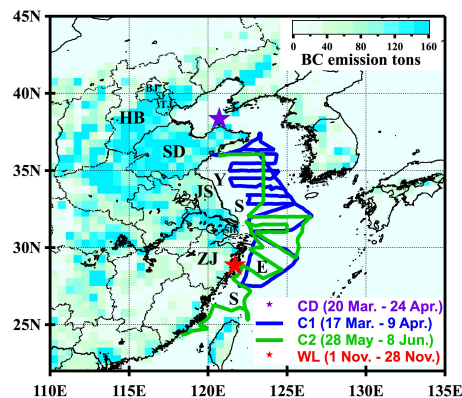 45N
40N
35N
30N
25N
0 40 80 120 160
BC emission tons
BJ
TJ
HB
SD
Y
JS
S
SH
ZJ
E
S
CD (20 Mar. - 24 Apr.)
C1 (17 Mar. - 9 Apr.)
C2 (28 May - 8 Jun.)
WL (1 Nov. - 28 Nov.)
110E 115E 120E 125E 130E 135E